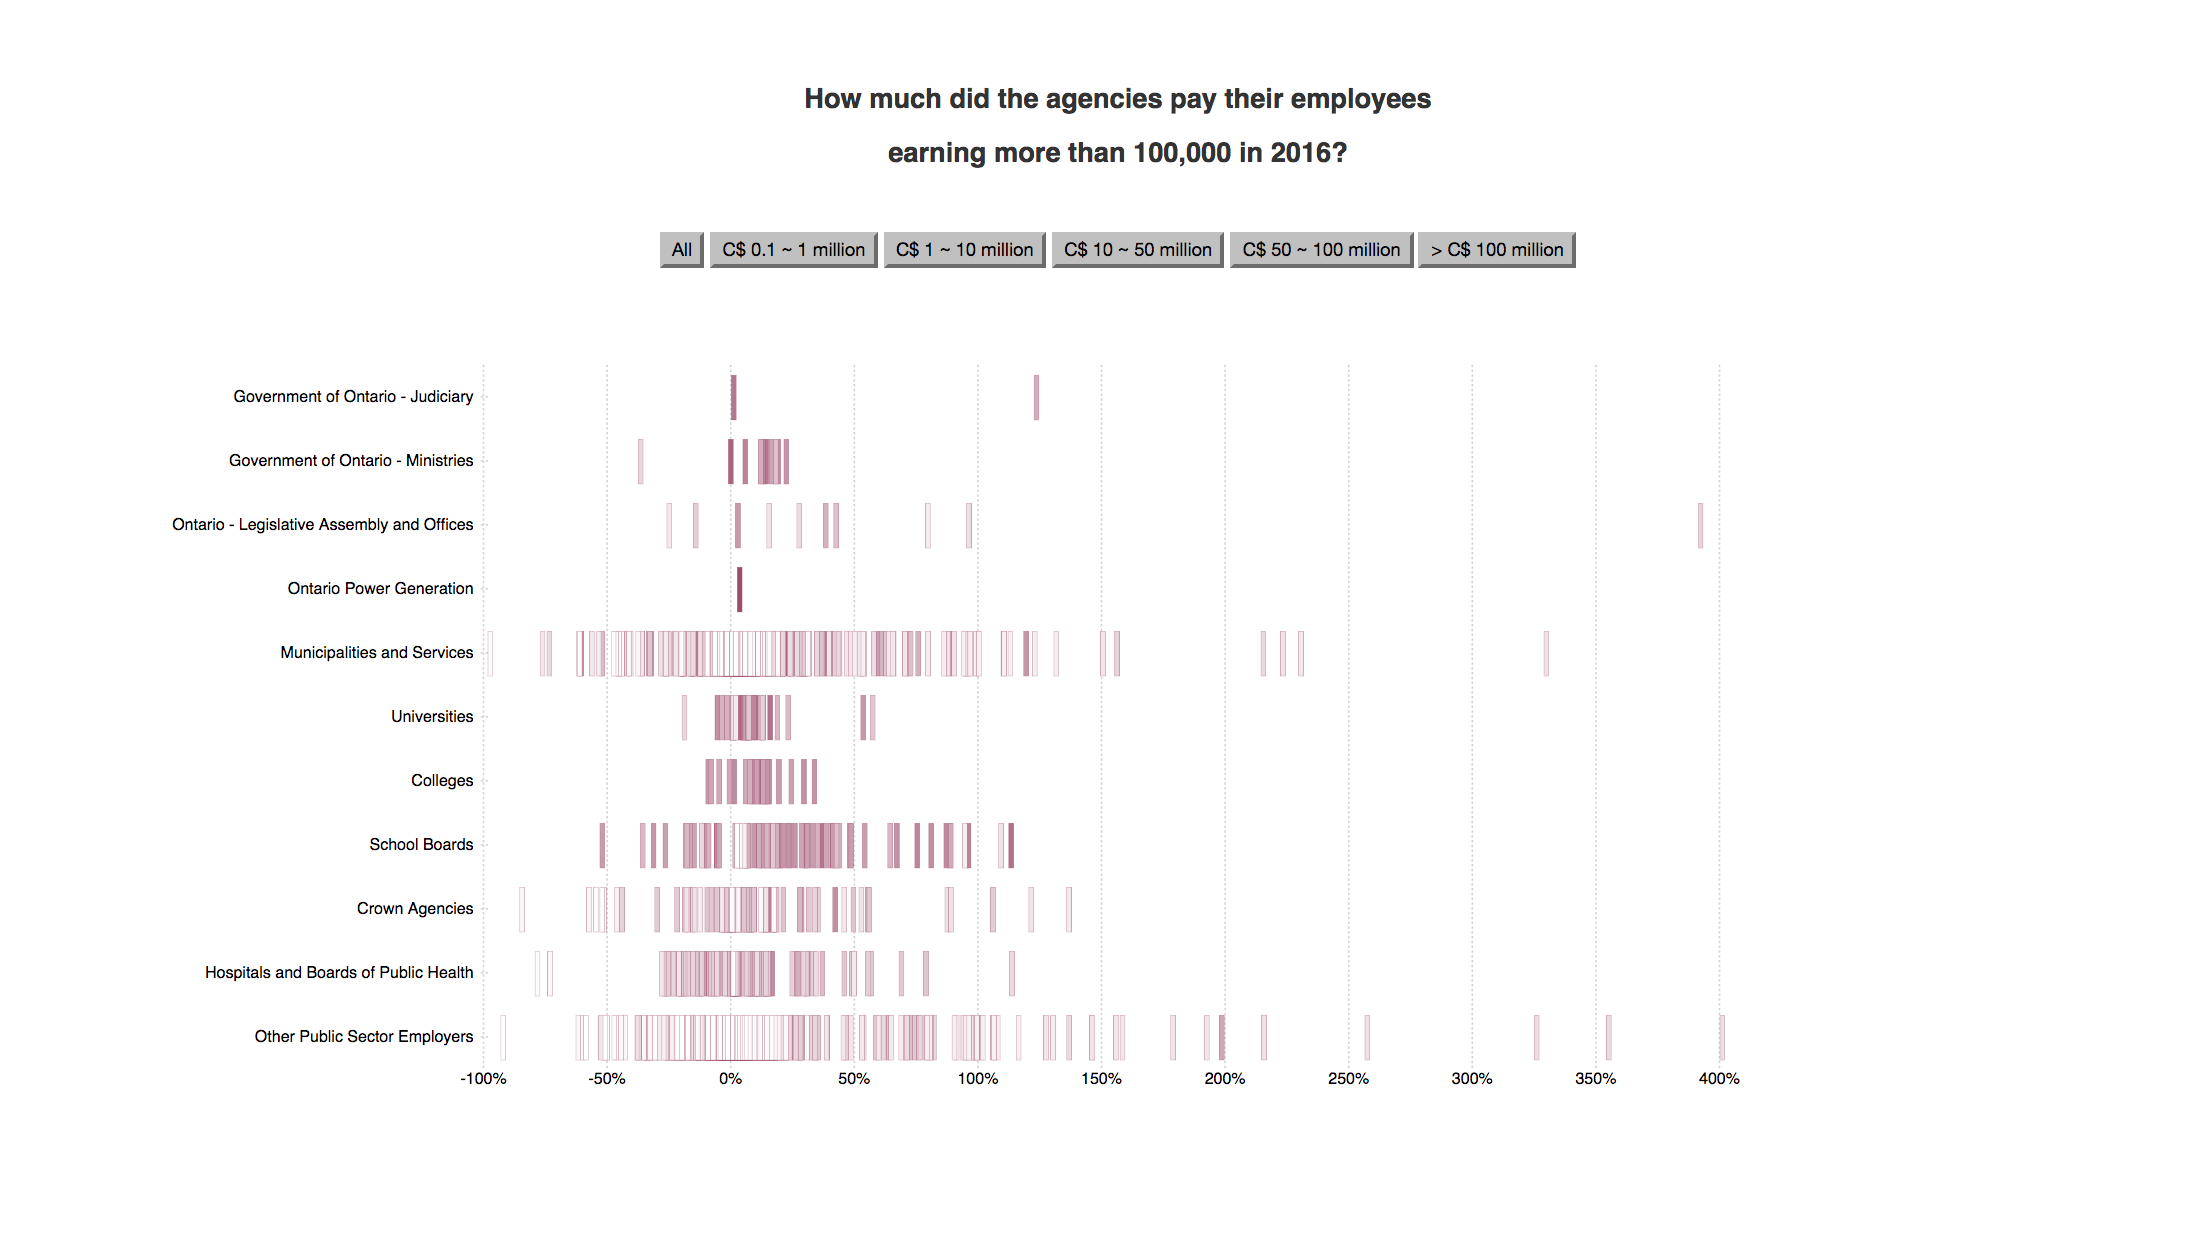 How much did the agencies pay their employees
earning more than 100,000 in 2016?
All C$ 0.1 ~ 1 million C$ 1 ~ 10 million C$ 10 ~ 50 million C$ 50 ~ 100 million > C$ 100 million
Government of Ontario - Judiciary
Government of Ontario - Ministries
Ontario - Legislative Assembly and Offices
Ontario Power Generation
Municipalities and Services
Universities
Colleges
School Boards
Crown Agencies
Hospitals and Boards of Public Health
Other Public Sector Employers
-100% -50% 0% 50% 100% 150% 200% 250% 300% 350% 400%